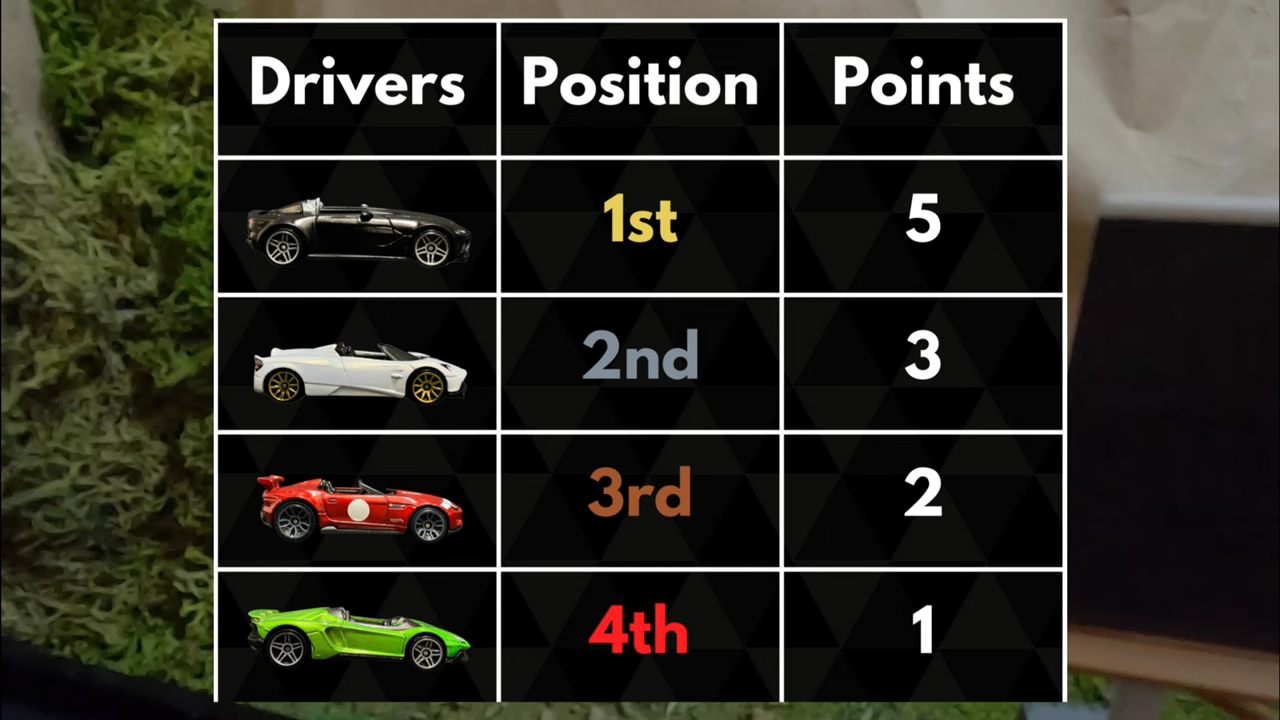 Drivers Position Points
1st 5
2nd 3
3rd 2
4th 1